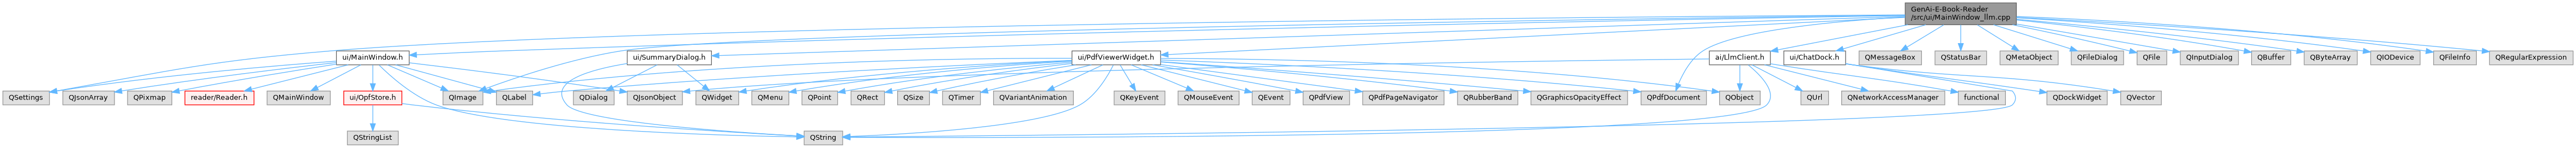 GenAi-E-Book-Reader
/src/ui/MainWindow_llm.cpp
ui/MainWindow.h
ui/SummaryDialog.h
ui/PdfViewerWidget.h
ai/LlmClient.h
ui/ChatDock.h
QMessageBox
QStatusBar
QMetaObject
QFileDialog
QFile
QInputDialog
QBuffer
QByteArray
QIODevice
QFileInfo
QRegularExpression
QSettings
QJsonArray
QPixmap
reader/Reader.h
QMainWindow
ui/OpfStore.h
QImage
QLabel
QDialog
QJsonObject
QWidget
QMenu
QPoint
QRect
QSize
QTimer
QVariantAnimation
QKeyEvent
QMouseEvent
QEvent
QPdfView
QPdfPageNavigator
QRubberBand
QGraphicsOpacityEffect
QPdfDocument
QObject
QUrl
QNetworkAccessManager
functional
QDockWidget
QVector
QStringList
QString